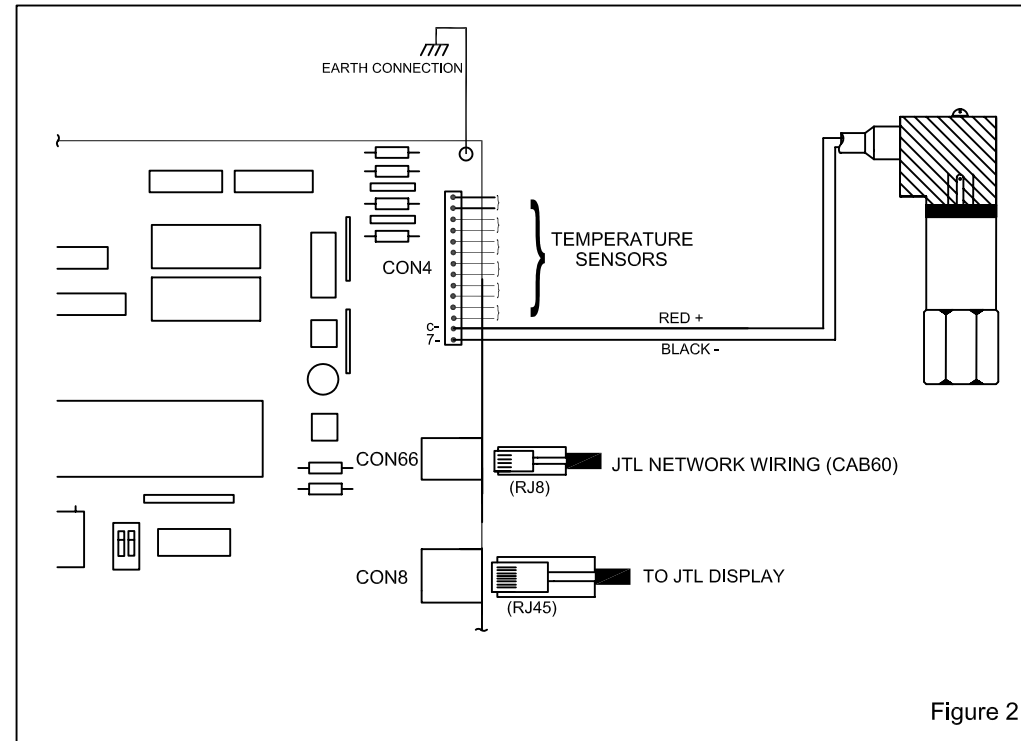 EARTH CONNECTION
CON4
TEMPERATURE
SENSORS
c-
7-
RED +
BLACK -
CON66
(RJ8)
JTL NETWORK WIRING (CAB60)
CON8
(RJ45)
TO JTL DISPLAY
Figure 2